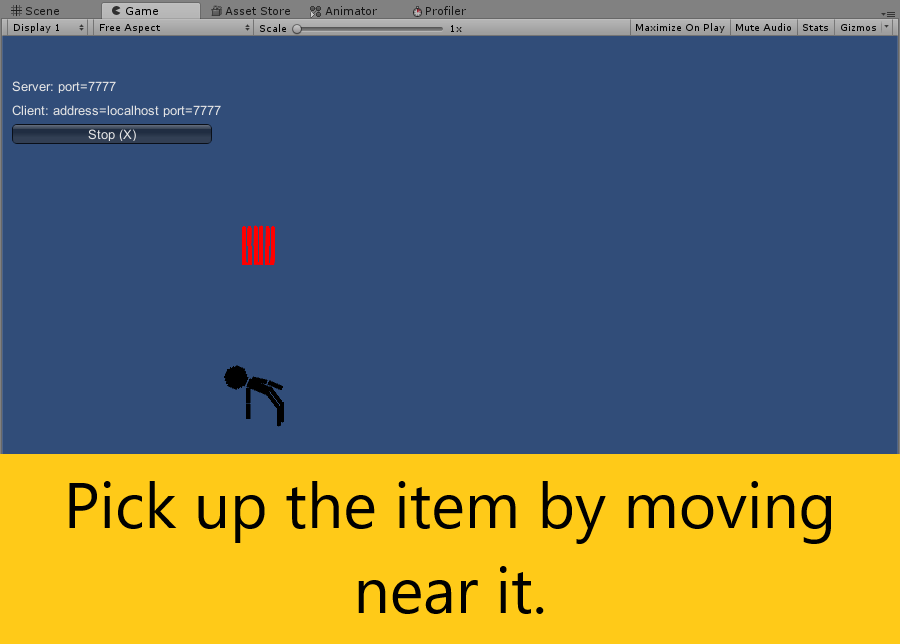 Scene Game Asset Store Animator Profiler
Display 1 Free Aspect Scale 1x Maximize On Play Mute Audio Stats Gizmos
Server: port=7777
Client: address=localhost port=7777
Stop (X)
Pick up the item by moving
near it.